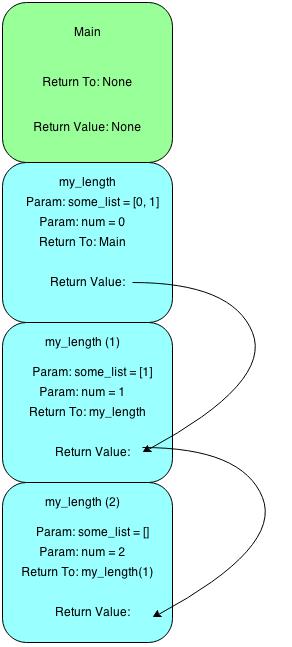 Main
Return To: None
Return Value: None
my_length
Param: some_list = [0, 1]
Param: num = 0
Return To: Main
Return Value:
my_length (1)
Param: some_list = [1]
Param: num = 1
Return To: my_length
Return Value:
my_length (2)
Param: some_list = []
Param: num = 2
Return To: my_length(1)
Return Value: